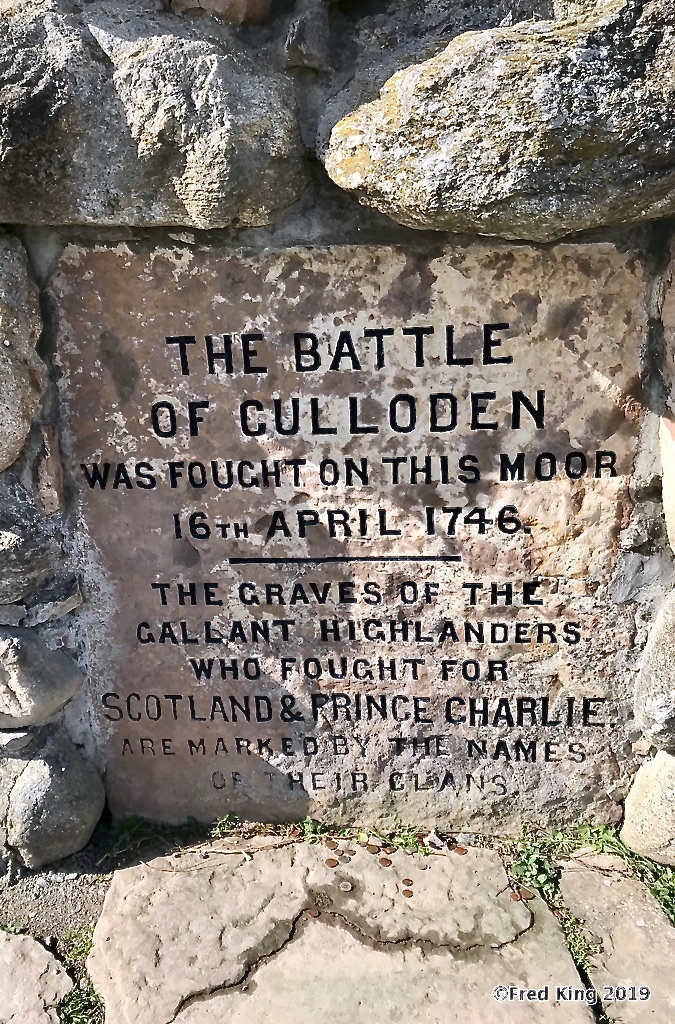 THE BATTLE
OF CULLODEN
WAS FOUGHT ON THIS MOOR
16TH APRIL 1746.
THE GRAVES OF THE
GALLANT HIGHLANDERS
WHO FOUGHT FOR
SCOTLAND & PRINCE CHARLIE.
ARE MARKED BY THE NAMES
OF THEIR CLANS.
©Fred King 2019